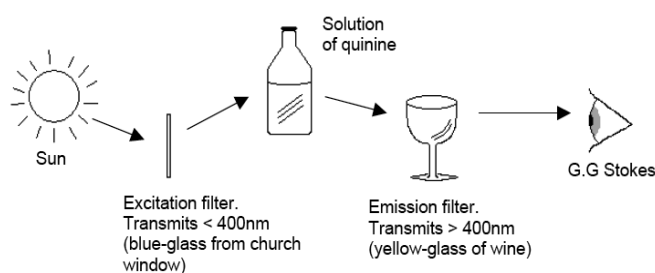 Solution
of quinine
Sun
G.G Stokes
Excitation filter.
Transmits < 400nm
(blue-glass from church
window)
Emission filter.
Transmits > 400nm
(yellow-glass of wine)